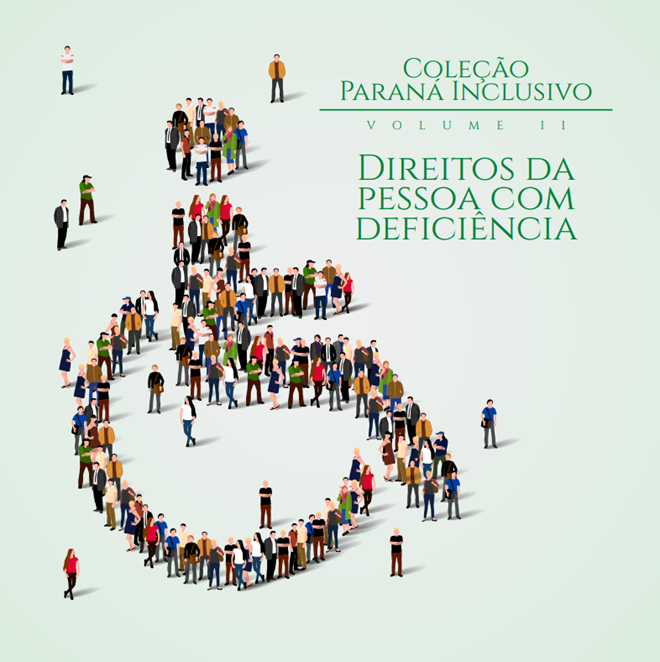 Coleção
Paraná Inclusivo
VOLUME II
Direitos da
pessoa com
deficiência